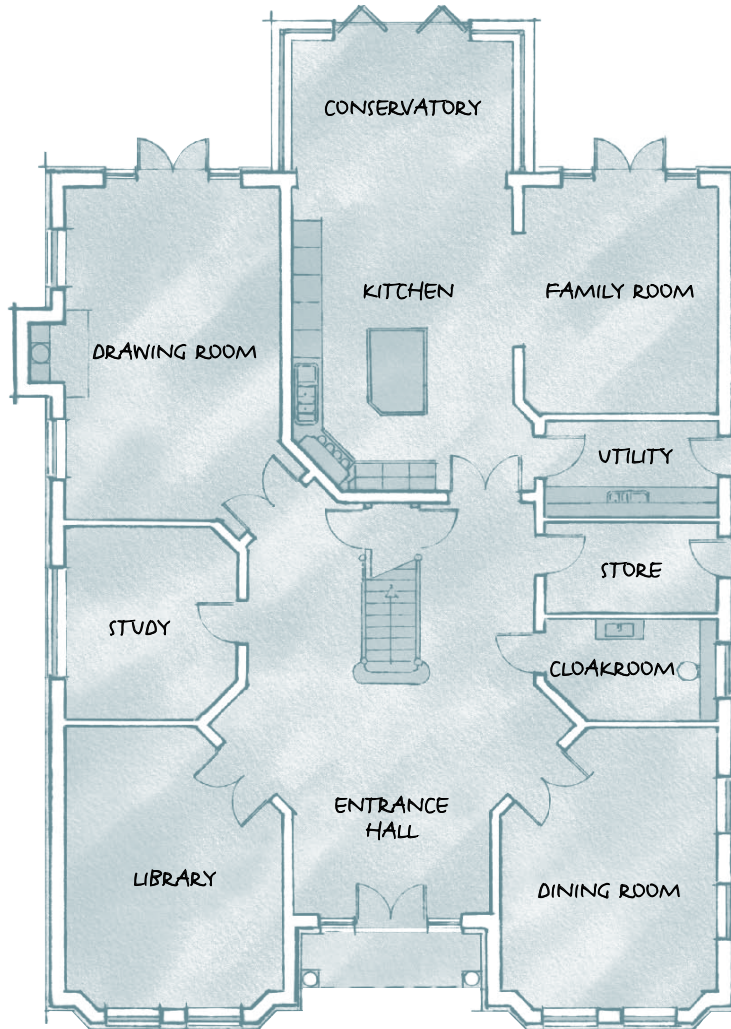 CONSERVATORY
KITCHEN
FAMILY ROOM
DRAWING ROOM
UTILITY
STORE
STUDY
CLOAKROOM
ENTRANCE
HALL
LIBRARY
DINING ROOM